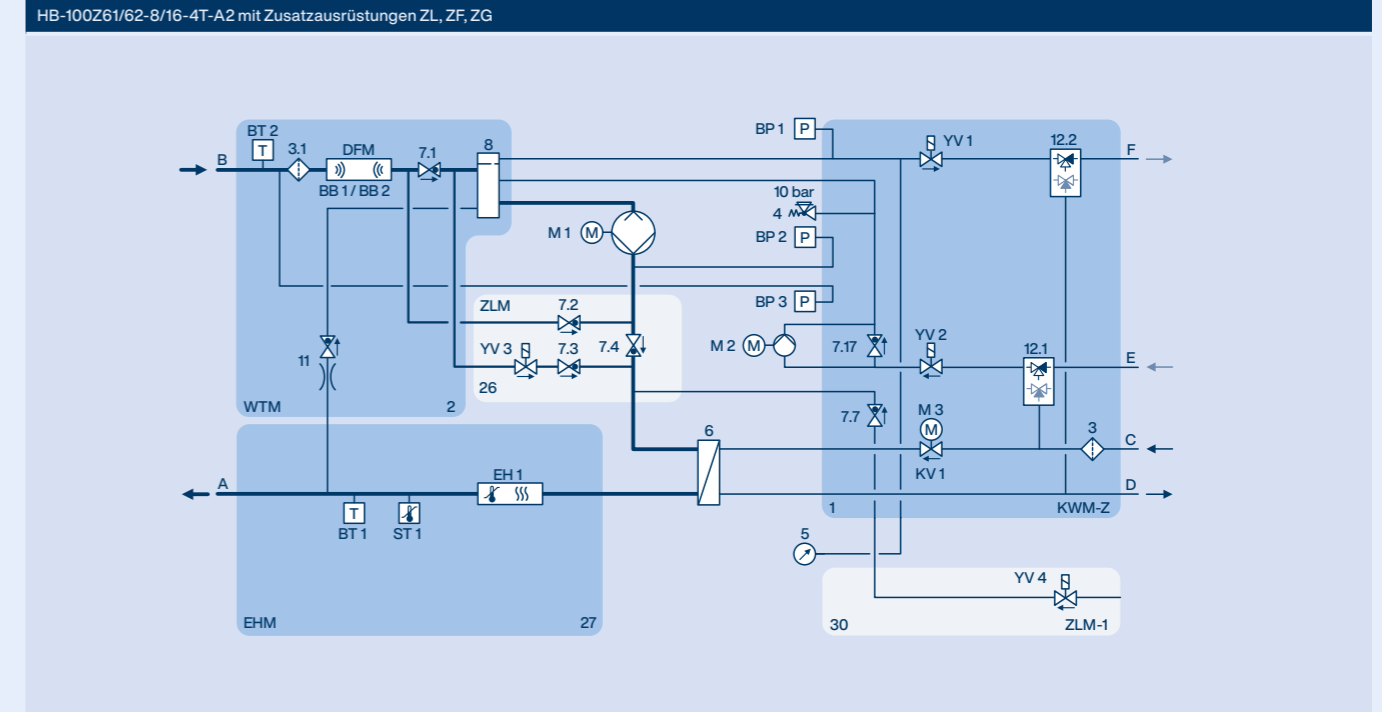 HB-100Z61/62-8/16-4T-A2 mit Zusatzausrüstungen ZL, ZF, ZG
BT 2
3.1
DFM
7.1
8
BP 1
P
YV 1
12.2
B
T
F
BB 1 / BB 2
10 bar
4
M 1
M
BP 2
P
ZLM
7.2
BP 3
P
YV 3
7.3
7.4
M 2
M
7.17
YV 2
12.1
E
11
26
WTM
2
7.7
M 3
M
3
C
6
KV 1
A
EH 1
D
T
BT 1
ST 1
1
KWM-Z
5
YV 4
EHM
27
30
ZLM-1